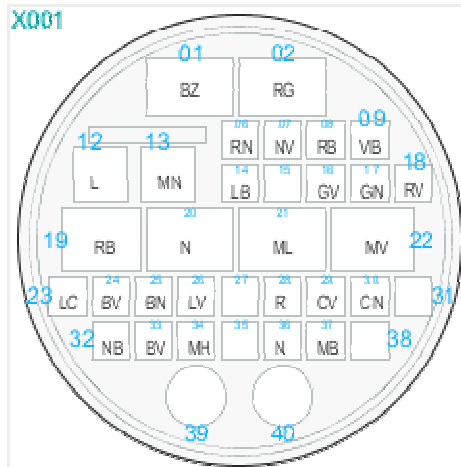 X001
01 02
BZ RG
06 07 08 09
RN NV RB VB
12 13
L MN
14 15 16 17 18
LB GV GN RV
20 21
19 RB N ML MV 22
24 25 26 27 28 29 30
23 LC BV BN LV R CV CN 31
33 34 35 36 37
32 NB BV MH N MB 38
39 40